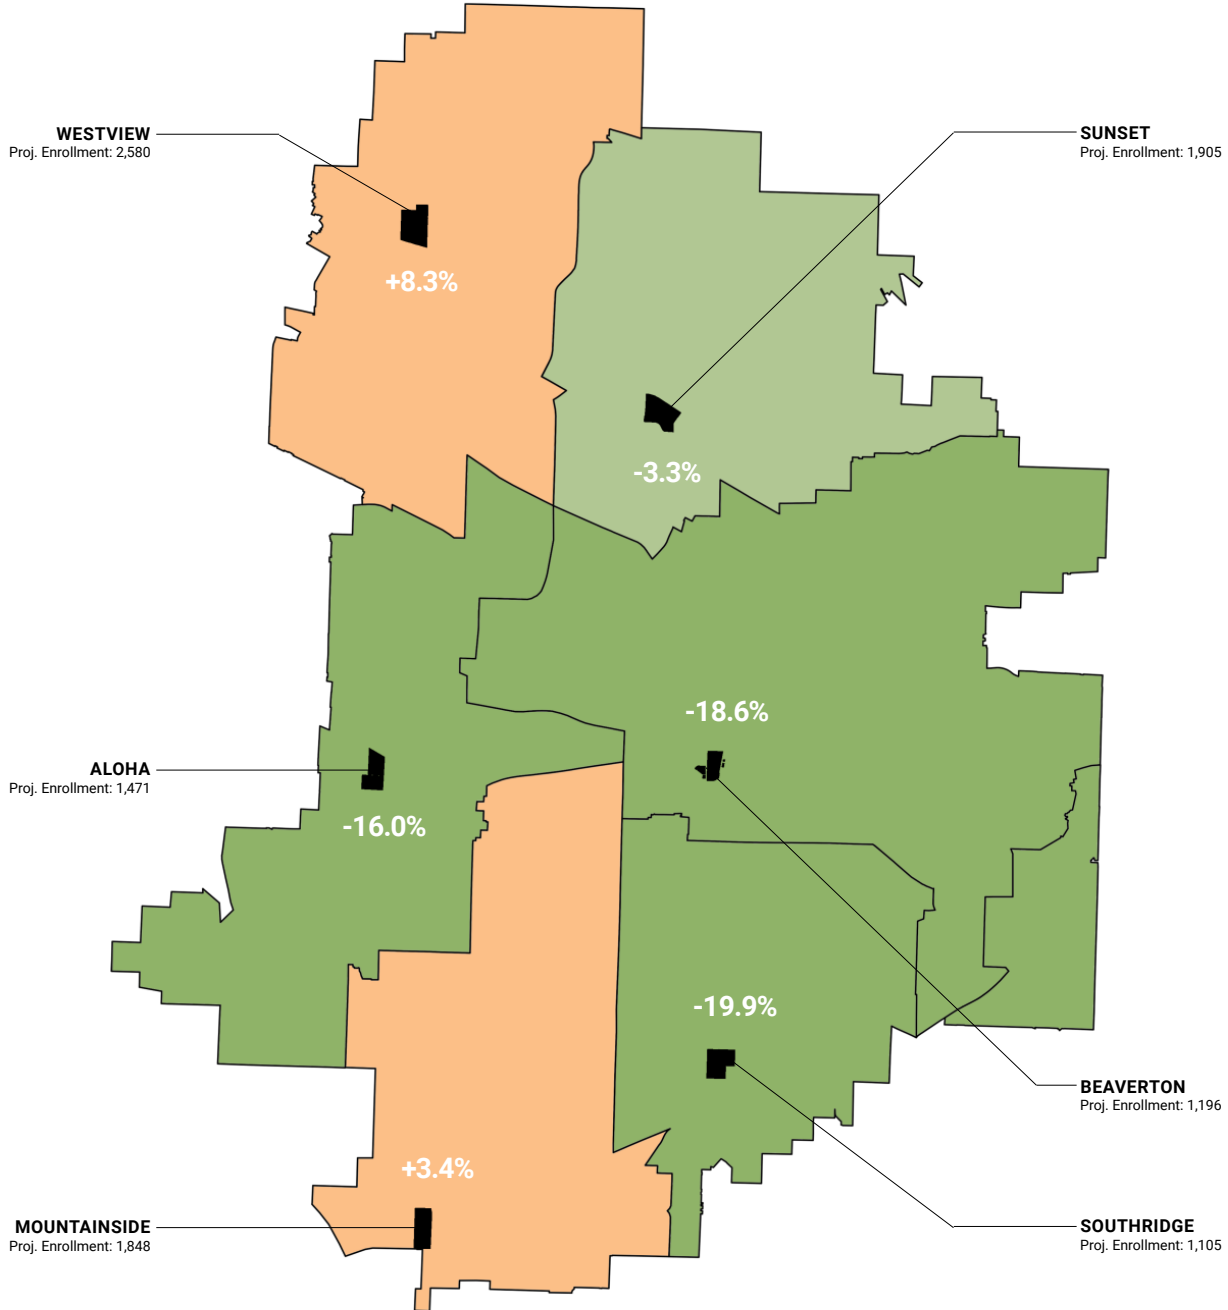 WESTVIEW
Proj. Enrollment: 2,580
SUNSET
Proj. Enrollment: 1,905
+8.3%
-3.3%
-18.6%
ALOHA
Proj. Enrollment: 1,471
-16.0%
-19.9%
BEAVERTON
Proj. Enrollment: 1,196
+3.4%
MOUNTAINSIDE
Proj. Enrollment: 1,848
SOUTHRIDGE
Proj. Enrollment: 1,105